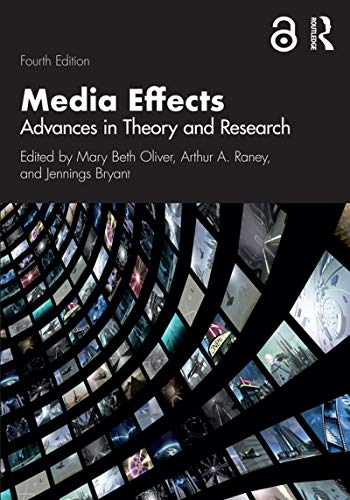 ROUTLEDGE
Fourth Edition
Media Effects
Advances in Theory and Research
Edited by Mary Beth Oliver, Arthur A. Raney,
and Jennings Bryant